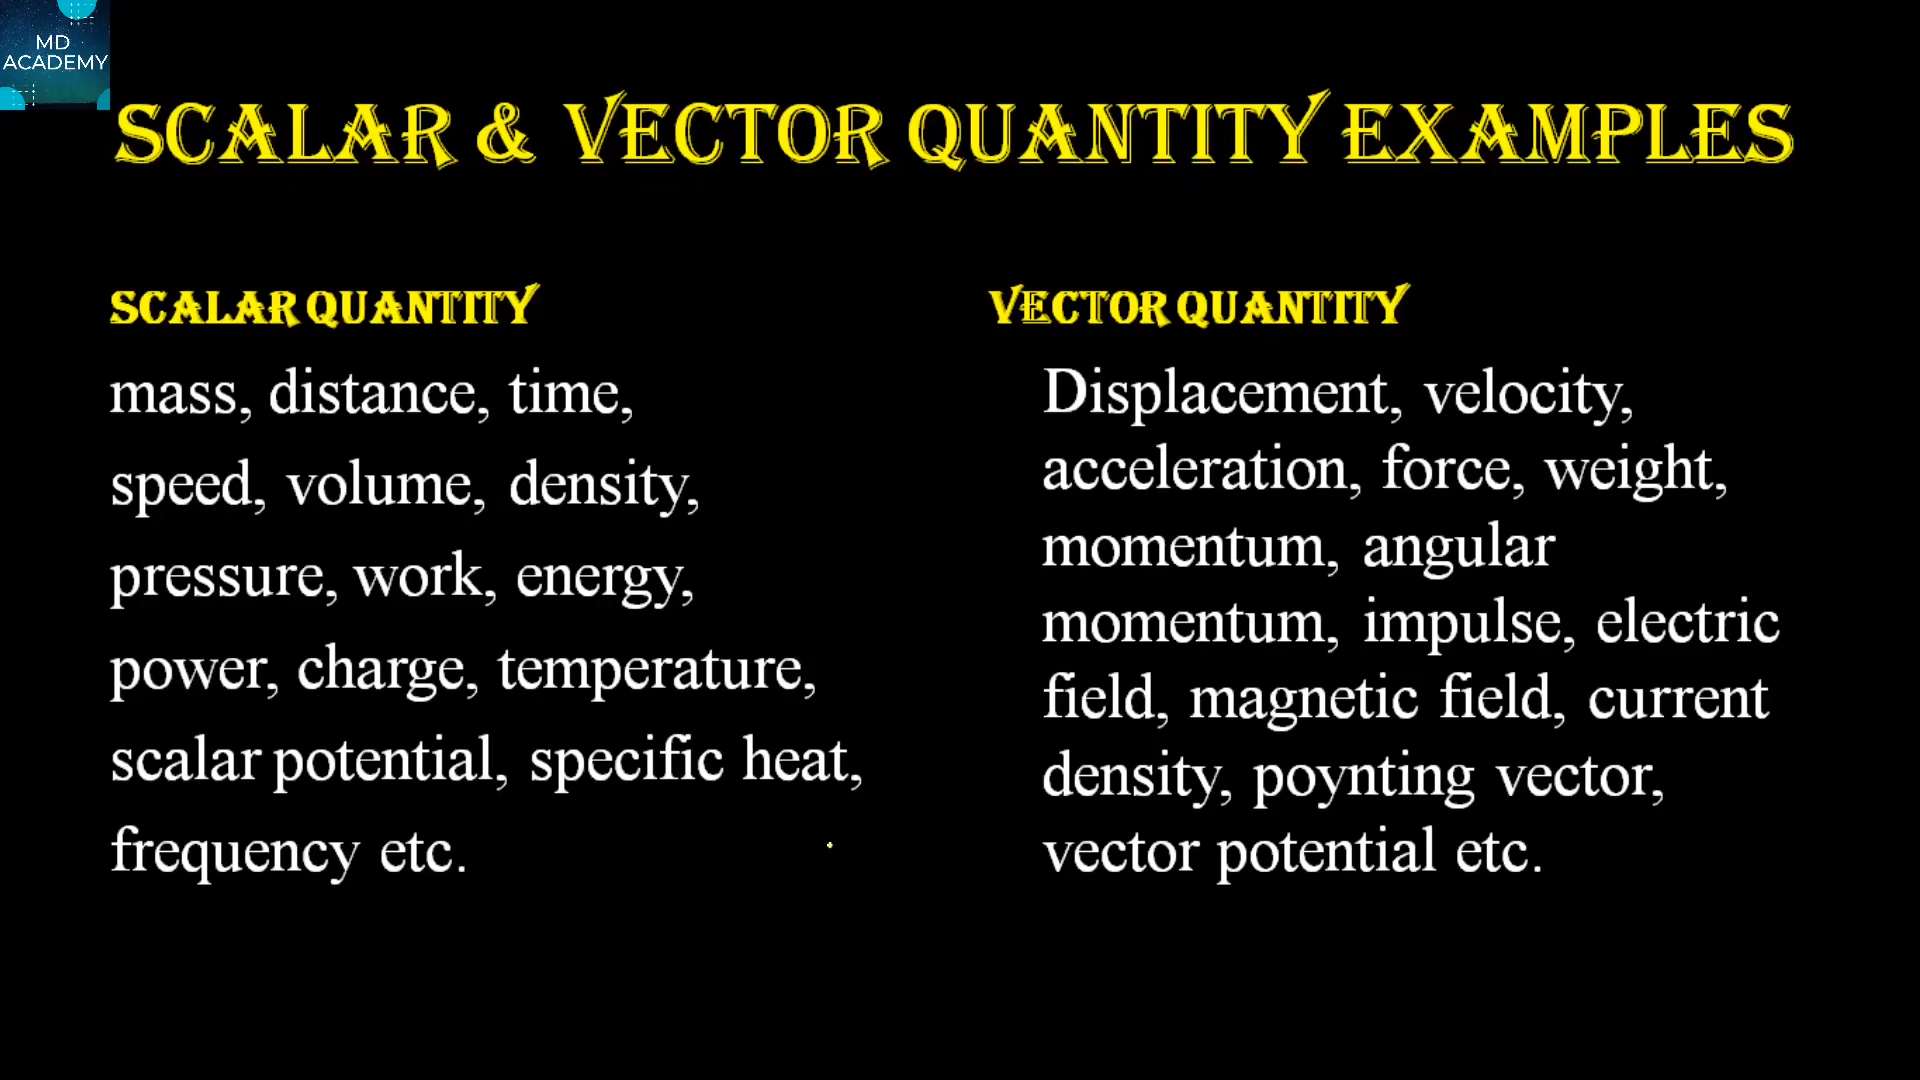 MD
ACADEMY
SCALAR & VECTOR QUANTITY EXAMPLES
SCALAR QUANTITY
mass, distance, time,
speed, volume, density,
pressure, work, energy,
power, charge, temperature,
scalar potential, specific heat,
frequency etc.
VECTOR QUANTITY
Displacement, velocity,
acceleration, force, weight,
momentum, angular
momentum, impulse, electric
field, magnetic field, current
density, poynting vector,
vector potential etc.